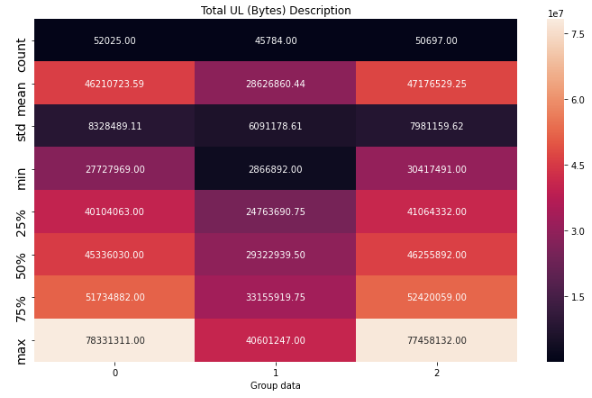 Total UL (Bytes) Description
1e7
count 52025.00 45784.00 50697.00
mean 46210723.59 28626860.44 47176529.25
std 8328489.11 6091178.61 7981159.62
min 27727969.00 2866892.00 30417491.00
25% 40104063.00 24763690.75 41064332.00
50% 45336030.00 29322939.50 46255892.00
75% 51734882.00 33155919.75 52420059.00
max 78331311.00 40601247.00 77458132.00
0 1 2
Group data
7.5
6.0
4.5
3.0
1.5